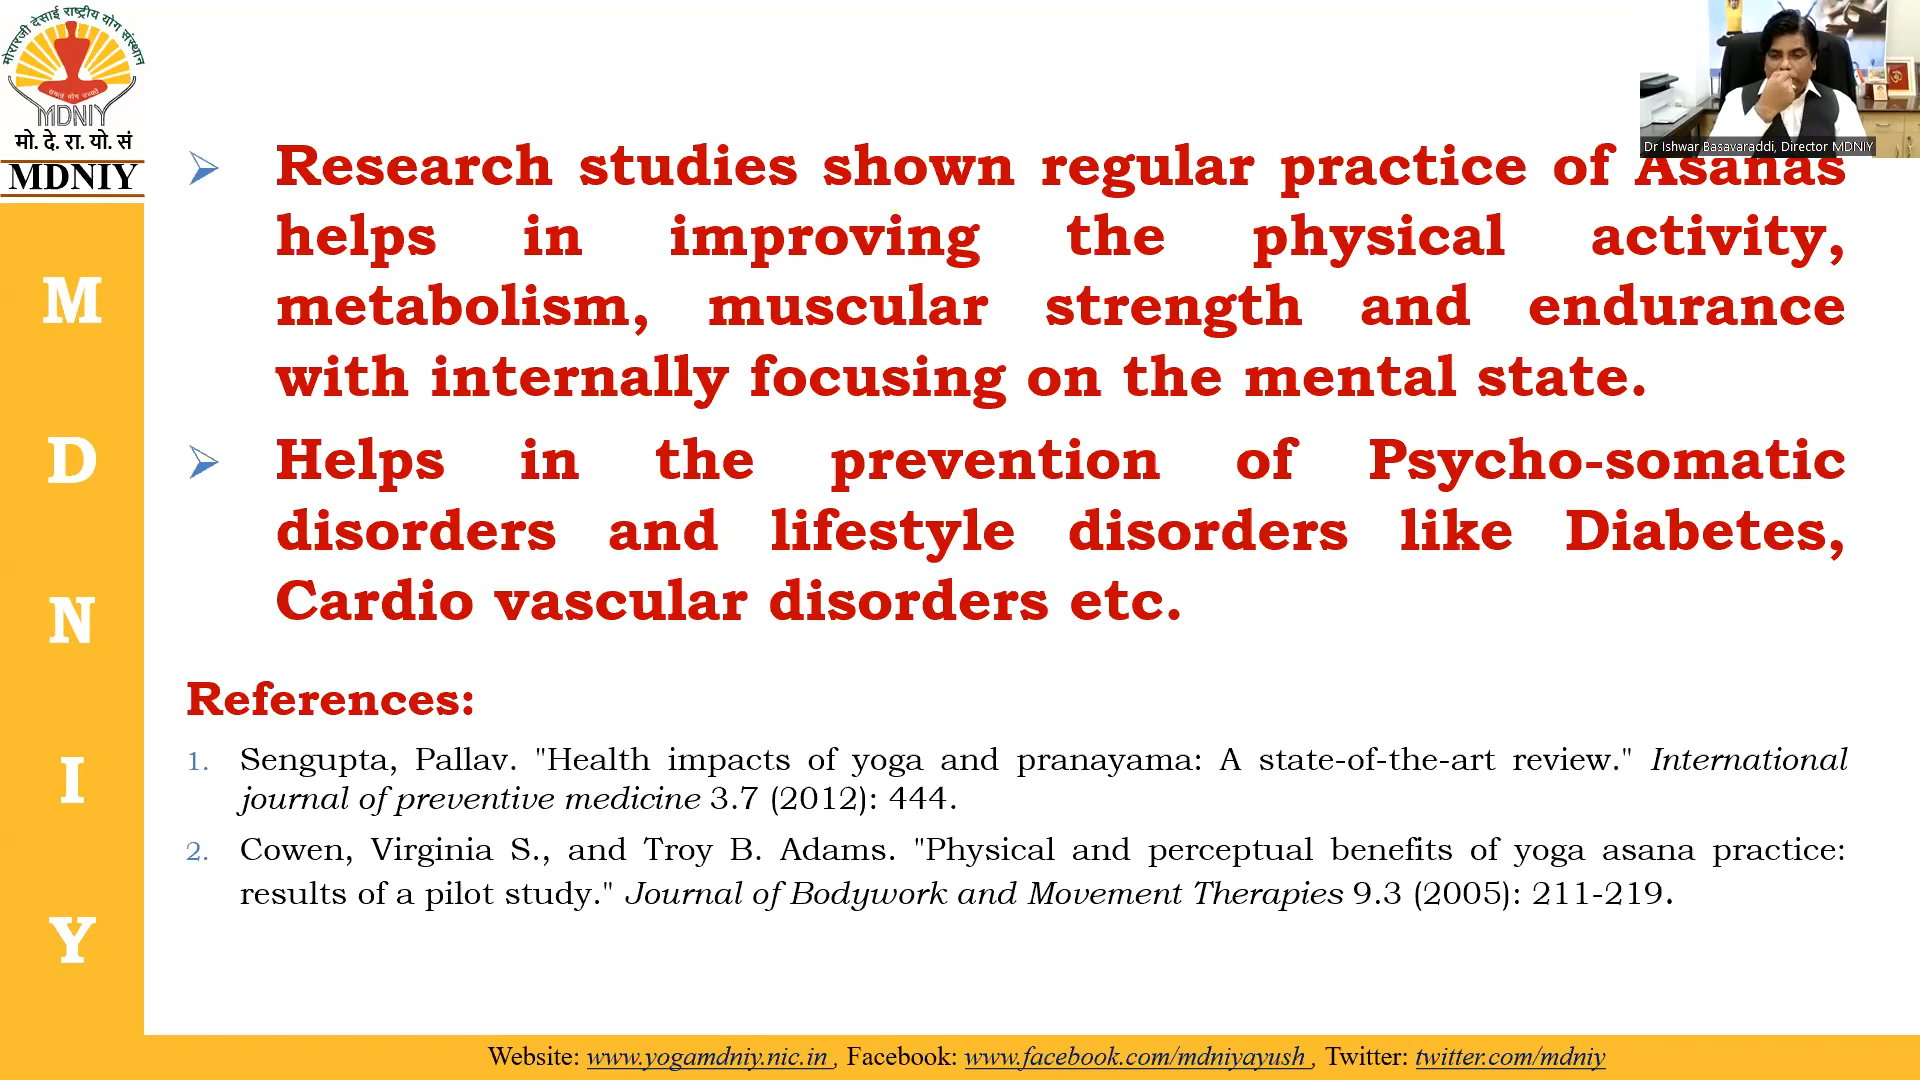 मोरारजी देसाई राष्ट्रीय योग संस्थान
MDNIY
मो. दे. रा. यो. सं
MDNIY
M
D
N
I
Y
Dr Ishwar Basavaraddi, Director MDNIY
Research studies shown regular practice of Asanas
helps in improving the physical activity,
metabolism, muscular strength and endurance
with internally focusing on the mental state.
Helps in the prevention of Psycho-somatic
disorders and lifestyle disorders like Diabetes,
Cardio vascular disorders etc.
References:
1. Sengupta, Pallav. "Health impacts of yoga and pranayama: A state-of-the-art review." International
journal of preventive medicine 3.7 (2012): 444.
2. Cowen, Virginia S., and Troy B. Adams. "Physical and perceptual benefits of yoga asana practice:
results of a pilot study." Journal of Bodywork and Movement Therapies 9.3 (2005): 211-219.
Website: www.yogamdniy.nic.in , Facebook: www.facebook.com/mdniyayush , Twitter: twitter.com/mdniy